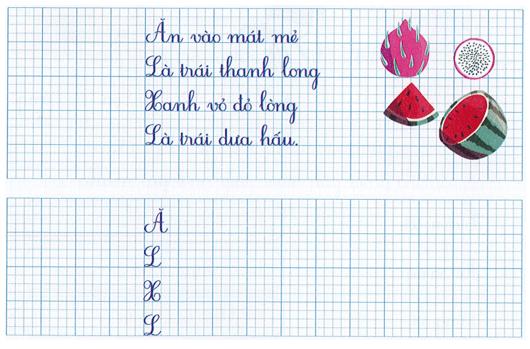 Ăn vào mát mẻ
Là trái thanh long
Xanh vỏ đỏ lòng
Là trái dưa hấu.
Ă
L
X
L